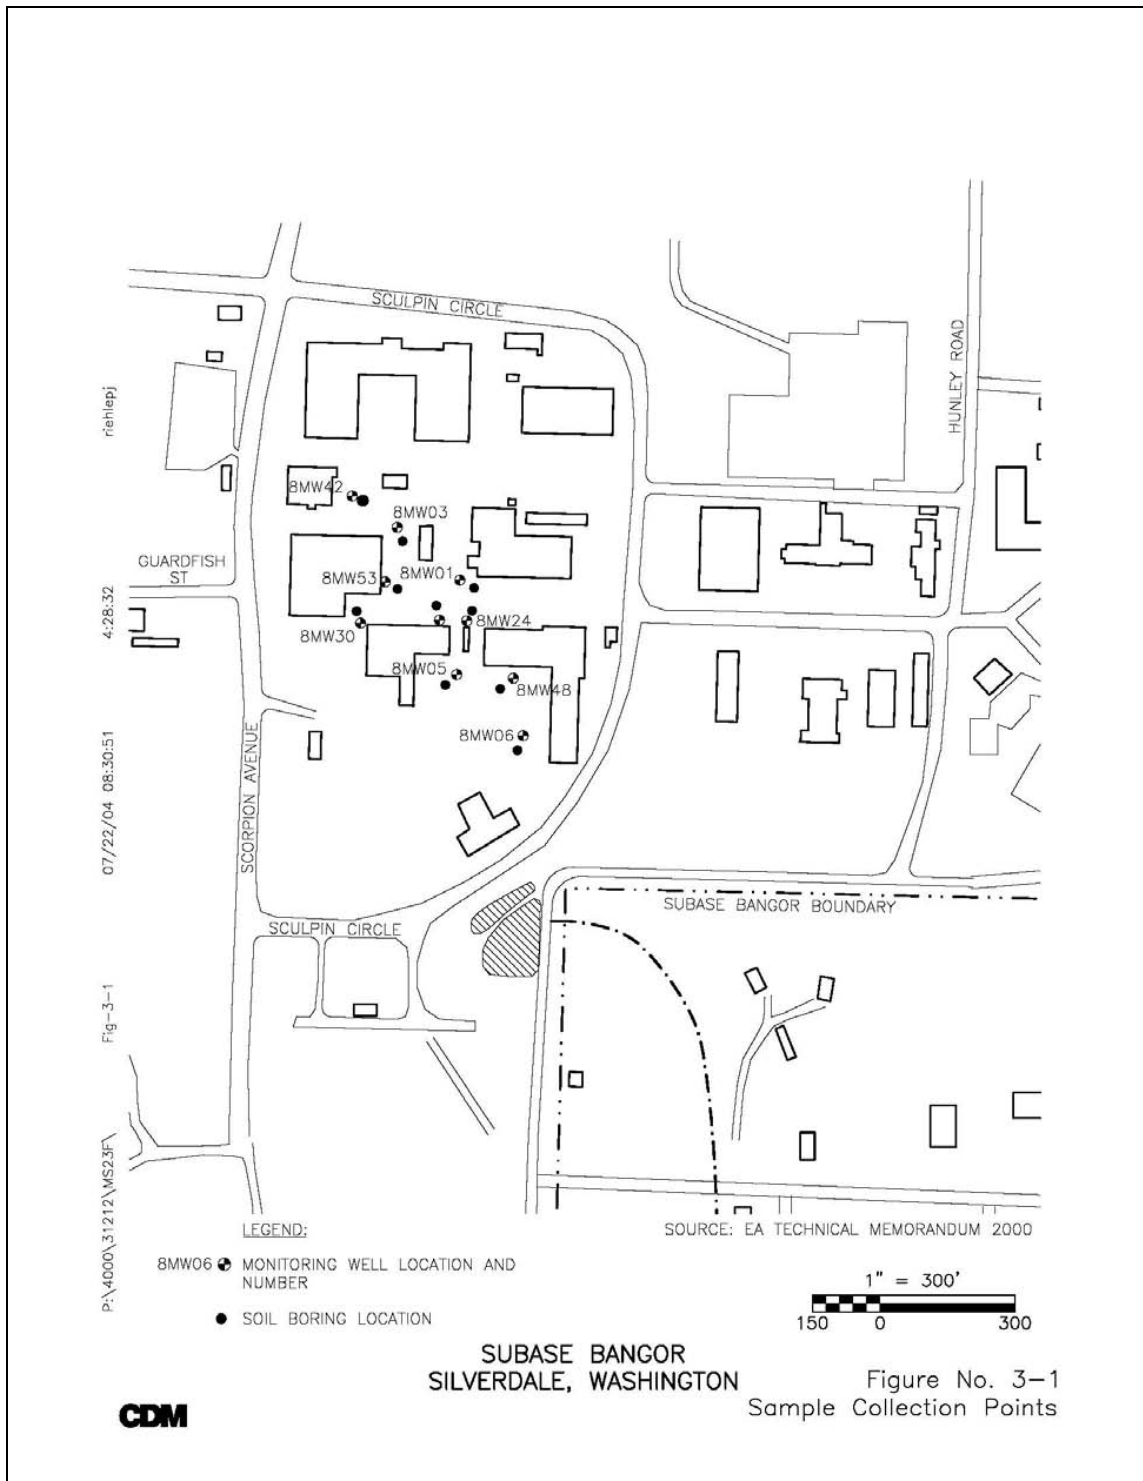 SCULPIN CIRCLE
HUNLEY ROAD
riehlepj
8MW42
8MW03
GUARDFISH
ST
8MW53
8MW01
4:28:32
8MW30
8MW24
8MW05
8MW48
8MW06
SCORPION AVENUE
07/22/04 08:30:51
SUBASE BANGOR BOUNDARY
SCULPIN CIRCLE
Fig-3-1
P:\4000\31212\MS23F\
LEGEND:
SOURCE: EA TECHNICAL MEMORANDUM 2000
8MW06 MONITORING WELL LOCATION AND
NUMBER
SOIL BORING LOCATION
1" = 300'
150 0 300
SUBASE BANGOR
SILVERDALE, WASHINGTON
Figure No. 3-1
Sample Collection Points
CDM